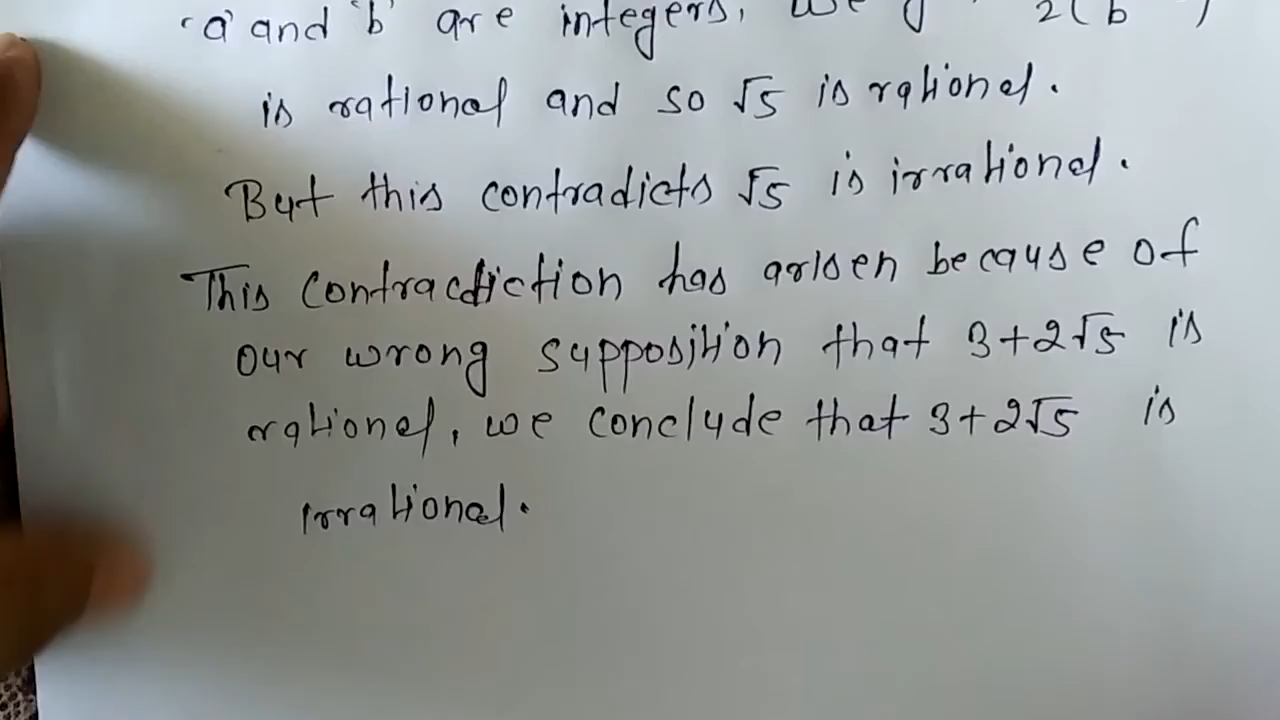 'a' and 'b' are integers, we 2( b
is rational and so √5 is rational.
But this contradicts √5 is irrational.
This contradiction has arisen because of
our wrong supposition that 3+2√5 is
rational, we conclude that 3+2√5 is
irrational.